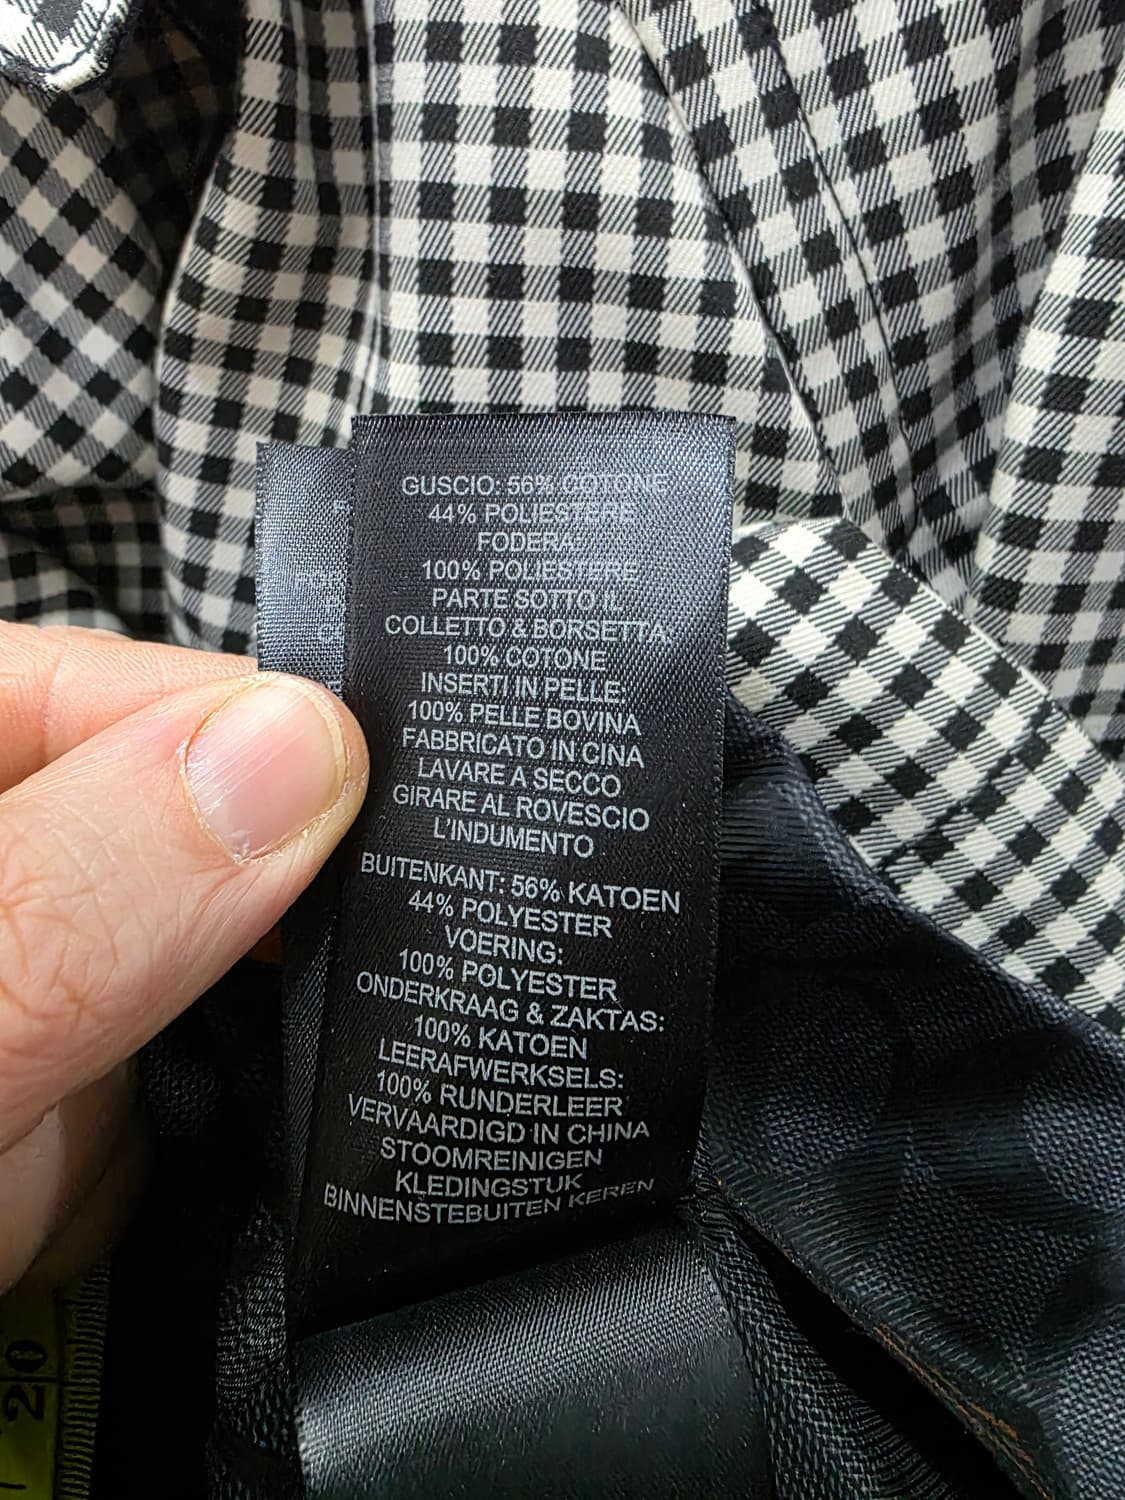 GUSCIO: 56% COTONE
44% POLIESTERE
FODERA:
100% POLIESTERE
PARTE SOTTO IL
COLLETTO & BORSETTA:
100% COTONE
INSERTI IN PELLE:
100% PELLE BOVINA
FABBRICATO IN CINA
LAVARE A SECCO
GIRARE AL ROVESCIO
L'INDUMENTO
BUITENKANT: 56% KATOEN
44% POLYESTER
VOERING:
100% POLYESTER
ONDERKRAAG & ZAKTAS:
100% KATOEN
LEERAFWERKSELS:
100% RUNDERLEER
VERVAARDIGD IN CHINA
STOOMREINIGEN
KLEDINGSTUK
BINNENSTEBUITEN KEREN
20